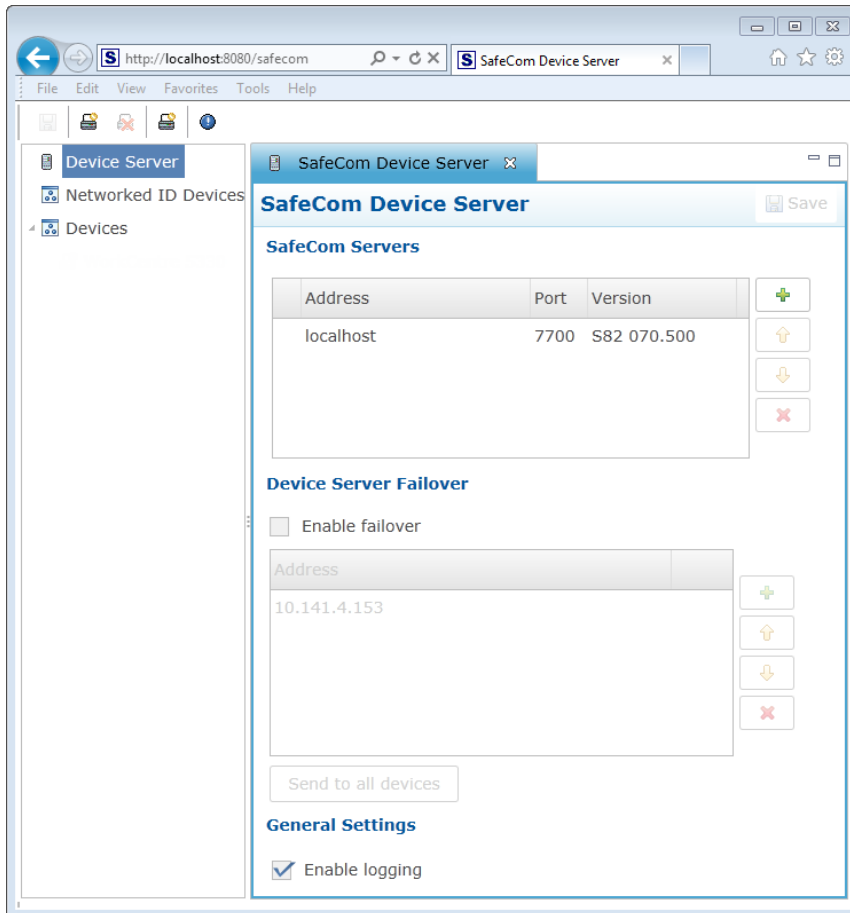 S http://localhost:8080/safecom
S SafeCom Device Server
File Edit View Favorites Tools Help
Device Server
Networked ID Devices
Devices
SafeCom Device Server
SafeCom Device Server
Save
SafeCom Servers
Address Port Version
localhost 7700 S82 070.500
Device Server Failover
Enable failover
Address
10.141.4.153
Send to all devices
General Settings
Enable logging